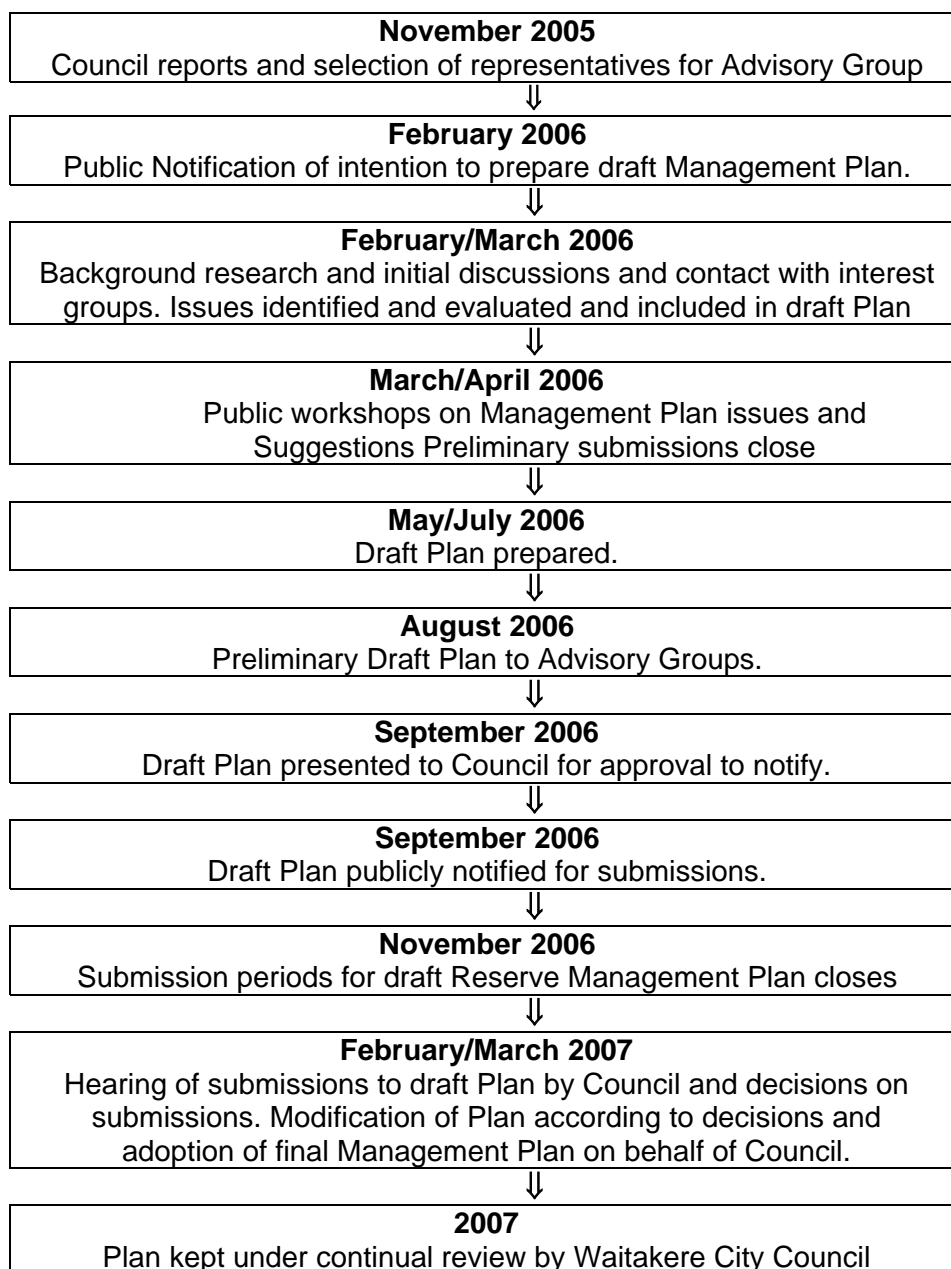 November 2005
Council reports and selection of representatives for Advisory Group
⇓
February 2006
Public Notification of intention to prepare draft Management Plan.
⇓
February/March 2006
Background research and initial discussions and contact with interest
groups. Issues identified and evaluated and included in draft Plan
⇓
March/April 2006
Public workshops on Management Plan issues and
Suggestions Preliminary submissions close
⇓
May/July 2006
Draft Plan prepared.
⇓
August 2006
Preliminary Draft Plan to Advisory Groups.
⇓
September 2006
Draft Plan presented to Council for approval to notify.
⇓
September 2006
Draft Plan publicly notified for submissions.
⇓
November 2006
Submission periods for draft Reserve Management Plan closes
⇓
February/March 2007
Hearing of submissions to draft Plan by Council and decisions on
submissions. Modification of Plan according to decisions and
adoption of final Management Plan on behalf of Council.
⇓
2007
Plan kept under continual review by Waitakere City Council